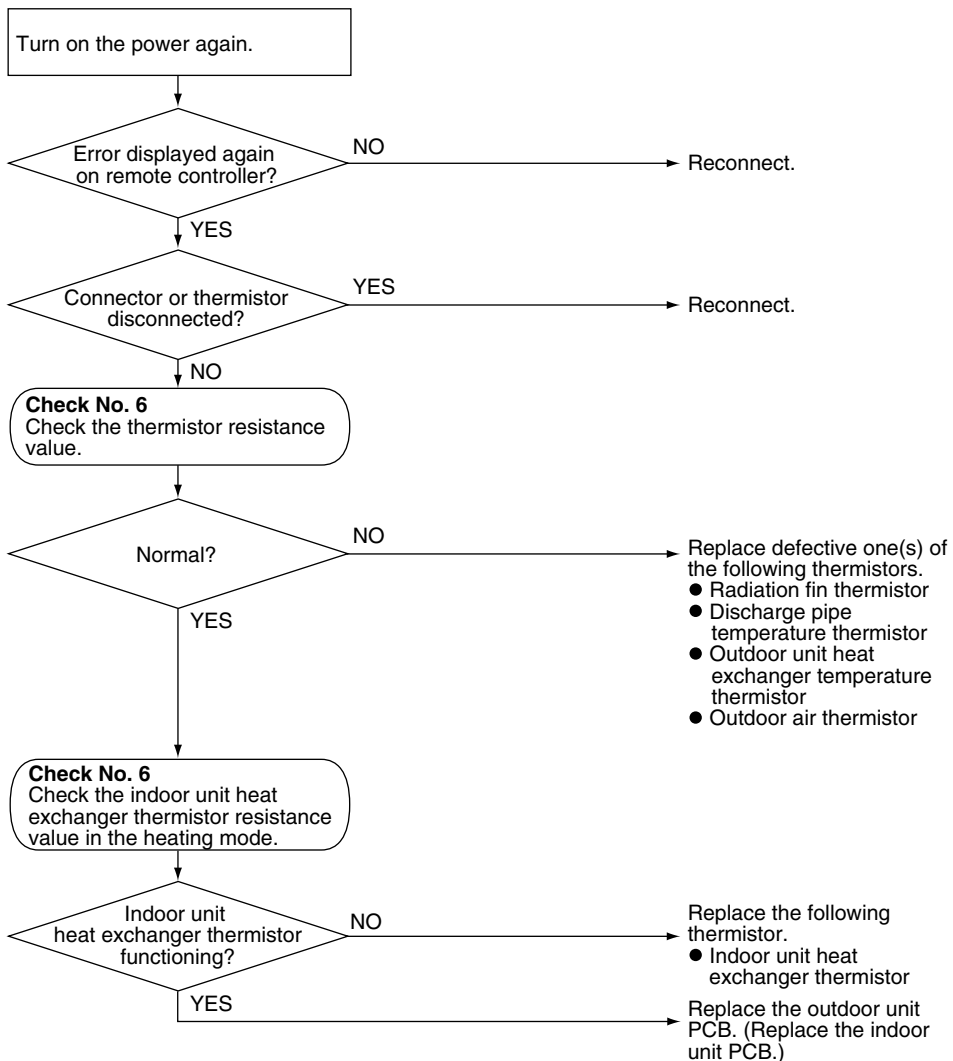 Turn on the power again.
Error displayed again
on remote controller?
NO
Reconnect.
YES
Connector or thermistor
disconnected?
YES
Reconnect.
NO
Check No. 6
Check the thermistor resistance
value.
Normal?
NO
Replace defective one(s) of
the following thermistors.
● Radiation fin thermistor
● Discharge pipe
temperature thermistor
● Outdoor unit heat
exchanger temperature
thermistor
● Outdoor air thermistor
YES
Check No. 6
Check the indoor unit heat
exchanger thermistor resistance
value in the heating mode.
Indoor unit
heat exchanger thermistor
functioning?
NO
Replace the following
thermistor.
● Indoor unit heat
exchanger thermistor
YES
Replace the outdoor unit
PCB. (Replace the indoor
unit PCB.)